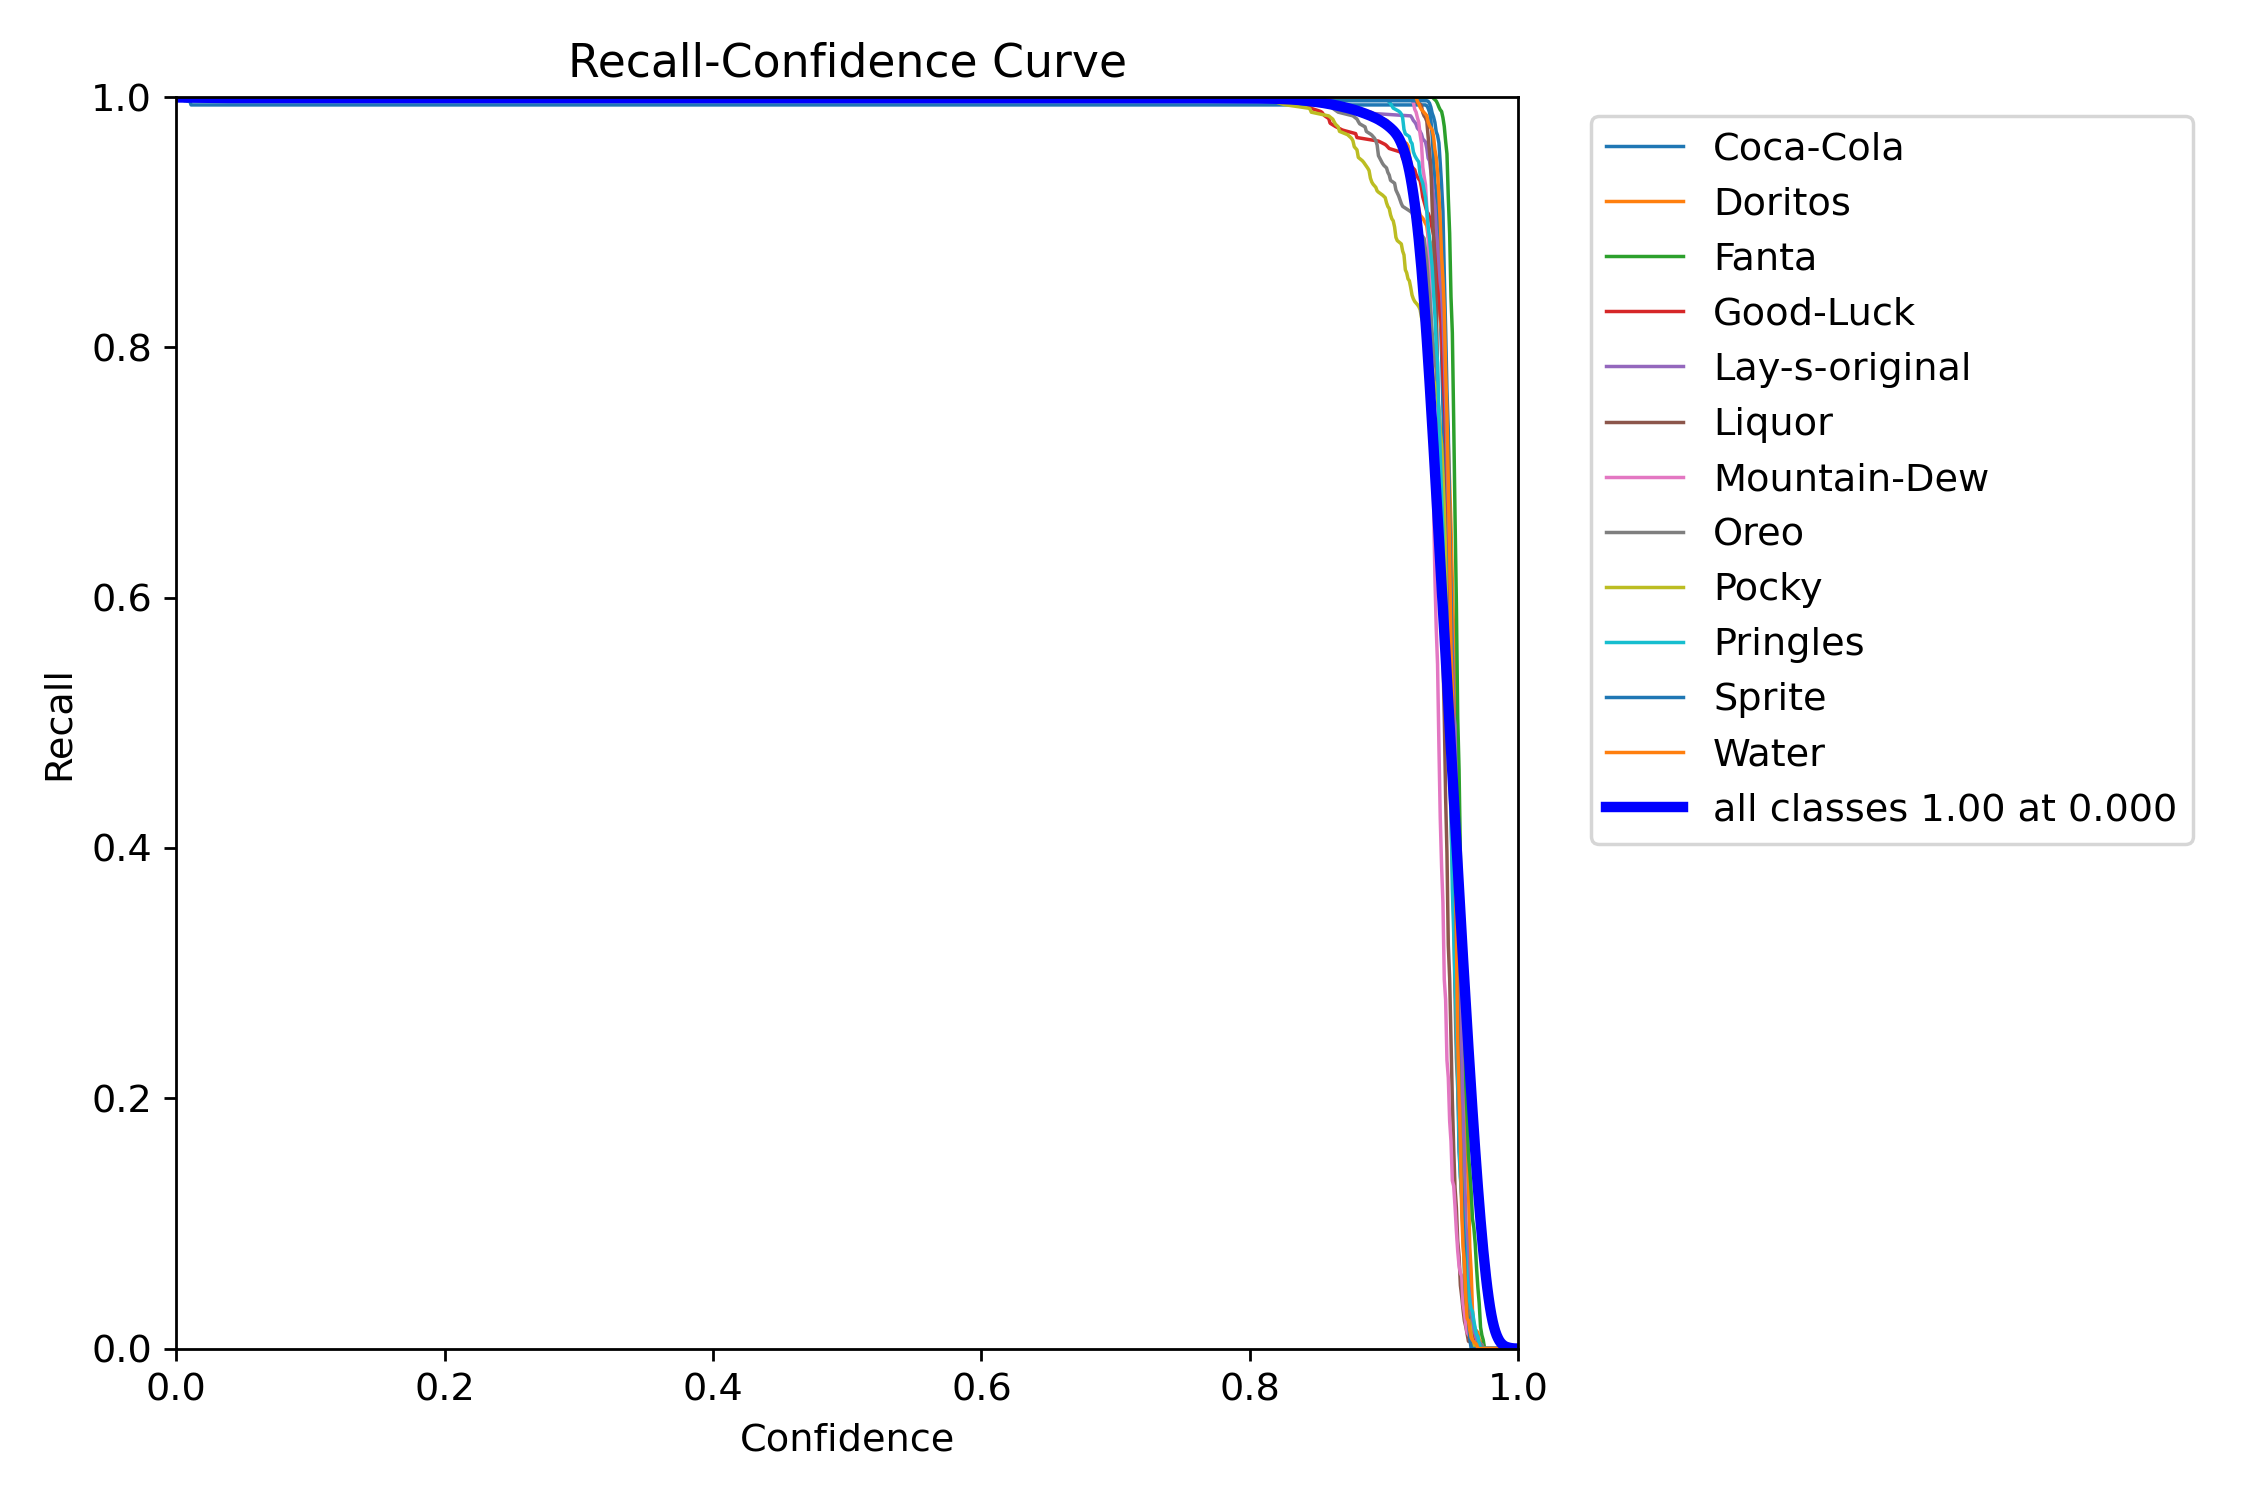 Recall-Confidence Curve
1.0
0.8
0.6
0.4
0.2
0.0
Recall
0.0 0.2 0.4 0.6 0.8 1.0
Confidence
Coca-Cola
Doritos
Fanta
Good-Luck
Lay-s-original
Liquor
Mountain-Dew
Oreo
Pocky
Pringles
Sprite
Water
all classes 1.00 at 0.000